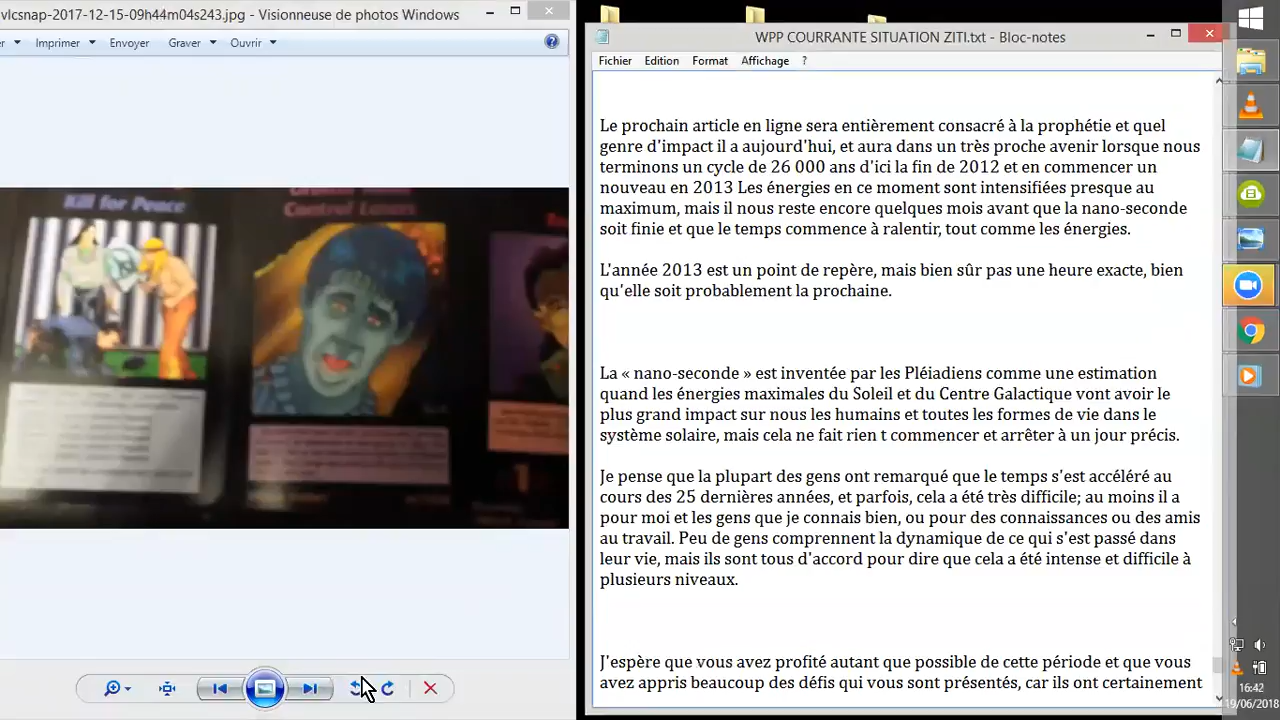 vlcsnap-2017-12-15-09h44m04s243.jpg - Visionneuse de photos Windows
Imprimer
Envoyer
Graver
Ouvrir
Kill For Peace
Control Lasers
WPP COURRANTE SITUATION ZITI.txt - Bloc-notes
Fichier
Edition
Format
Affichage
?
Le prochain article en ligne sera entièrement consacré à la prophétie et quel
genre d'impact il a aujourd'hui, et aura dans un très proche avenir lorsque nous
terminons un cycle de 26 000 ans d'ici la fin de 2012 et en commencer un
nouveau en 2013 Les énergies en ce moment sont intensifiées presque au
maximum, mais il nous reste encore quelques mois avant que la nano-seconde
soit finie et que le temps commence à ralentir, tout comme les énergies.
L'année 2013 est un point de repère, mais bien sûr pas une heure exacte, bien
qu'elle soit probablement la prochaine.
La « nano-seconde » est inventée par les Pléiadiens comme une estimation
quand les énergies maximales du Soleil et du Centre Galactique vont avoir le
plus grand impact sur nous les humains et toutes les formes de vie dans le
système solaire, mais cela ne fait rien t commencer et arrêter à un jour précis.
Je pense que la plupart des gens ont remarqué que le temps s'est accéléré au
cours des 25 dernières années, et parfois, cela a été très difficile; au moins il a
pour moi et les gens que je connais bien, ou pour des connaissances ou des amis
au travail. Peu de gens comprennent la dynamique de ce qui s'est passé dans
leur vie, mais ils sont tous d'accord pour dire que cela a été intense et difficile à
plusieurs niveaux.
J'espère que vous avez profité autant que possible de cette période et que vous
avez appris beaucoup des défis qui vous sont présentés, car ils ont certainement
16:42
19/06/2018